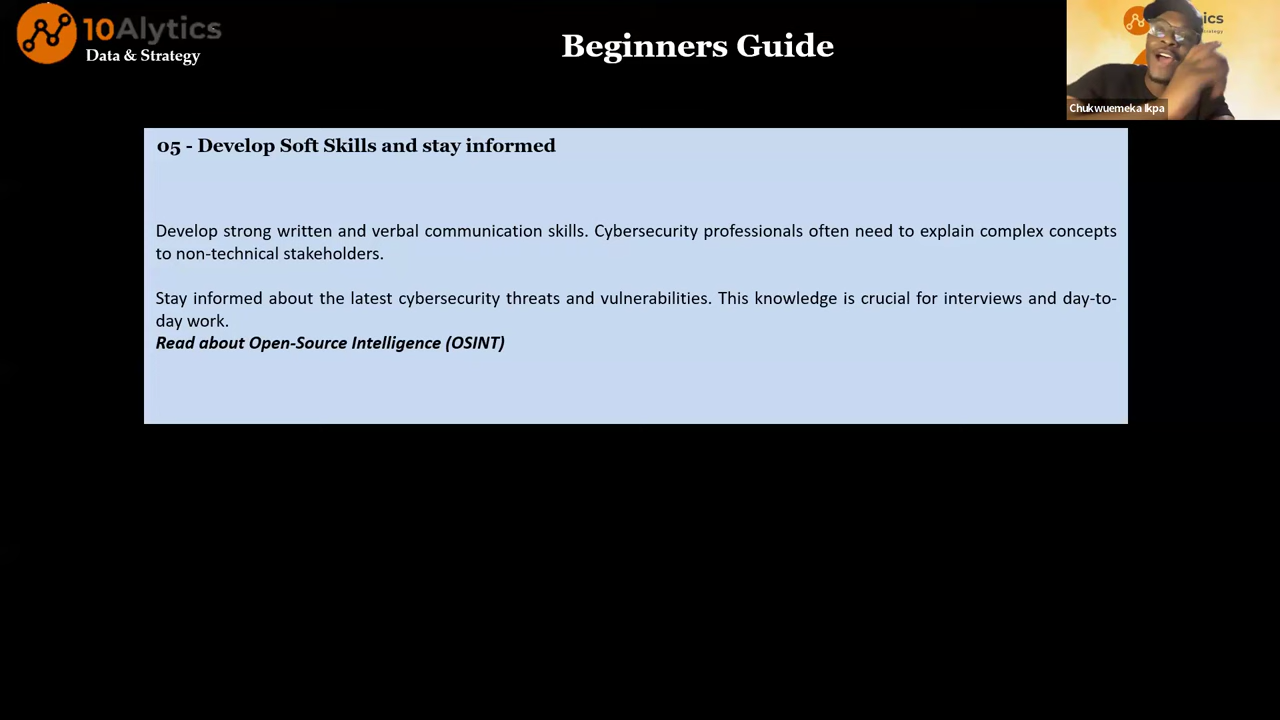 10Alytics
Data & Strategy
Beginners Guide
ics
Strategy
Chukwuemeka Ikpa
05 - Develop Soft Skills and stay informed
Develop strong written and verbal communication skills. Cybersecurity professionals often need to explain complex concepts
to non-technical stakeholders.
Stay informed about the latest cybersecurity threats and vulnerabilities. This knowledge is crucial for interviews and day-to-
day work.
Read about Open-Source Intelligence (OSINT)